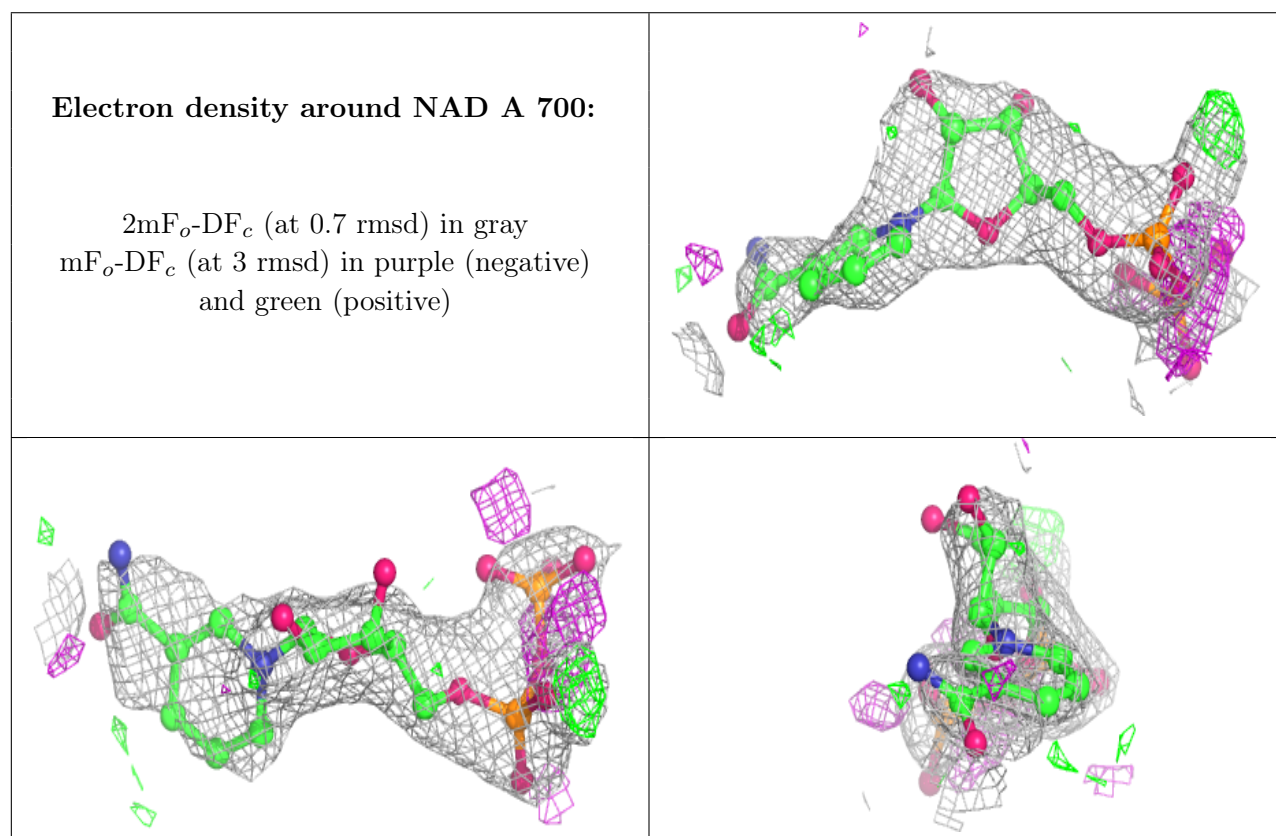 Electron density around NAD A 700:
2mFₒ-DF𝒸 (at 0.7 rmsd) in gray
mFₒ-DF𝒸 (at 3 rmsd) in purple (negative)
and green (positive)